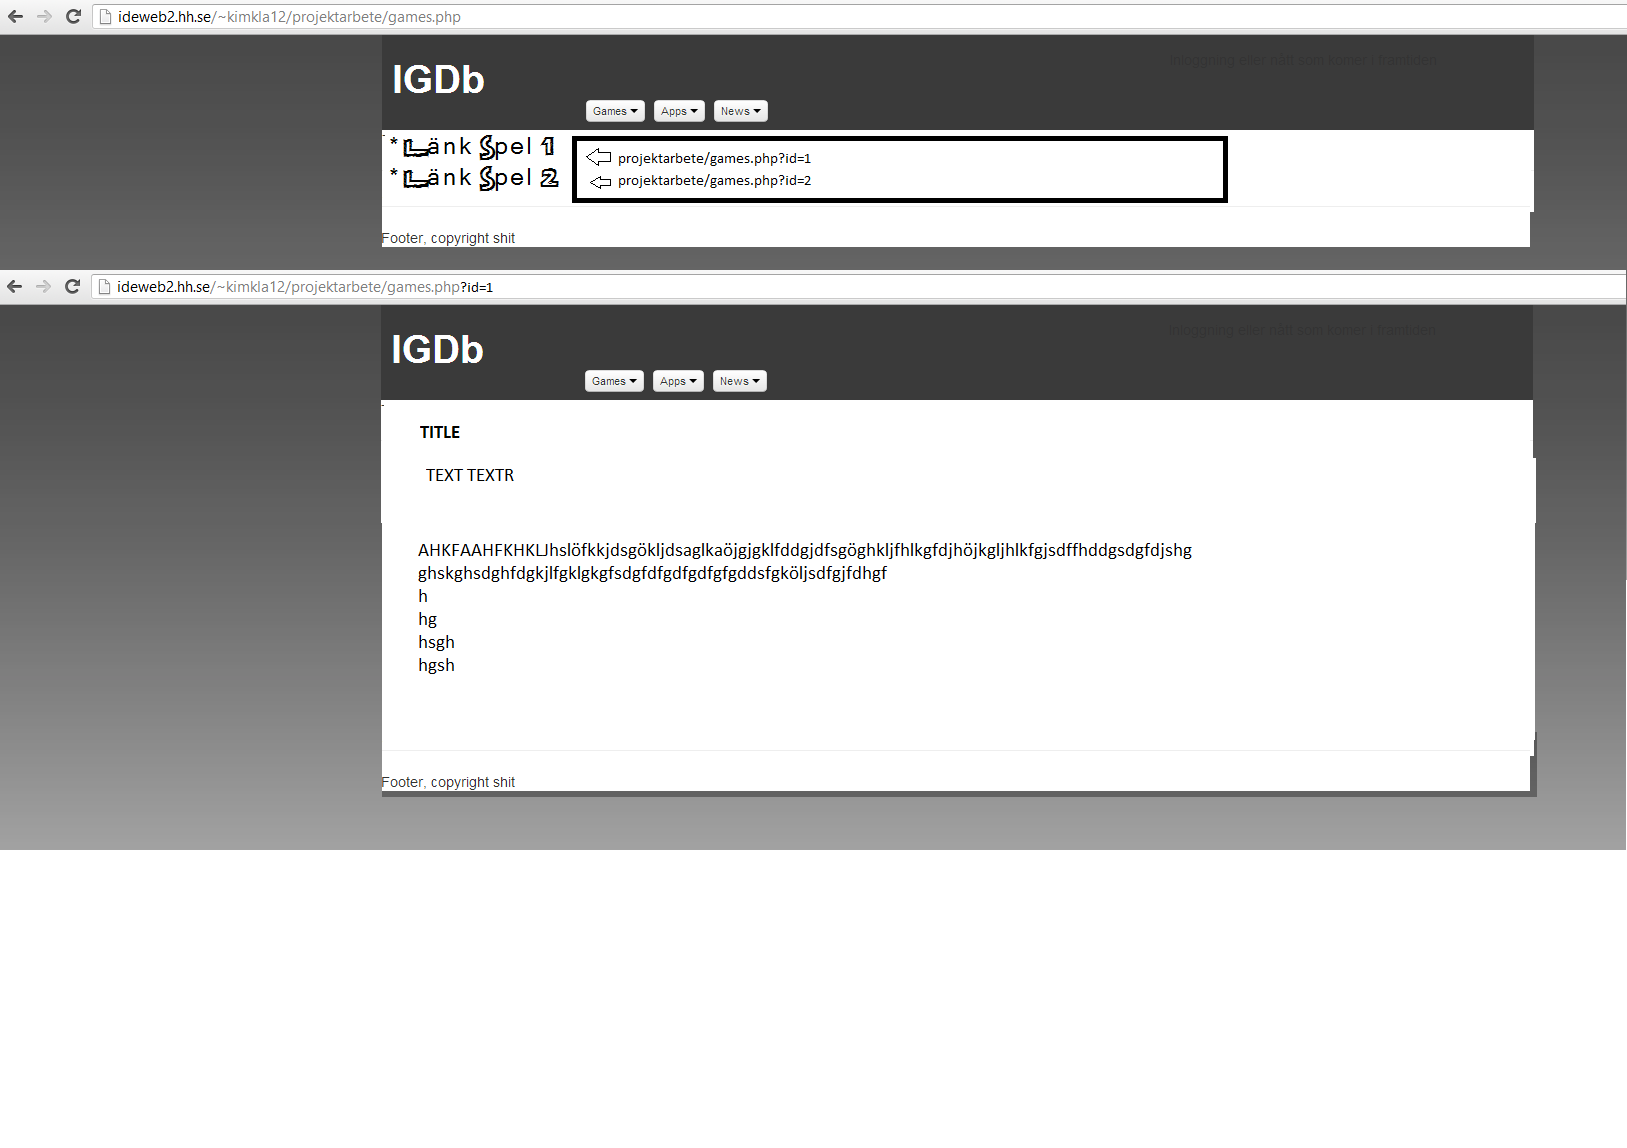 ideweb2.hh.se/~kimkla12/projektarbete/games.php
Inloggning eller nått som komer i framtiden
IGDb
Games Apps News
*Länk Spel 1
projektarbete/games.php?id=1
*Länk Spel 2
projektarbete/games.php?id=2
Footer, copyright shit
ideweb2.hh.se/~kimkla12/projektarbete/games.php?id=1
Inloggning eller nått som komer i framtiden
IGDb
Games Apps News
TITLE
TEXT TEXTR
AHKFAAHFKHKLJhslöfkkjdsgökljdsaglkaöjgjgklfddgjdfsgöghkljfhlkgfdjhöjkgljhlkfgjsdffhddgsdgfdjshg
ghskghsdghfdgkjlfgklgkgfsdgfdfgdfgdfgfgddsfgköljsdfgjfdhgf
h
hg
hsgh
hgsh
Footer, copyright shit